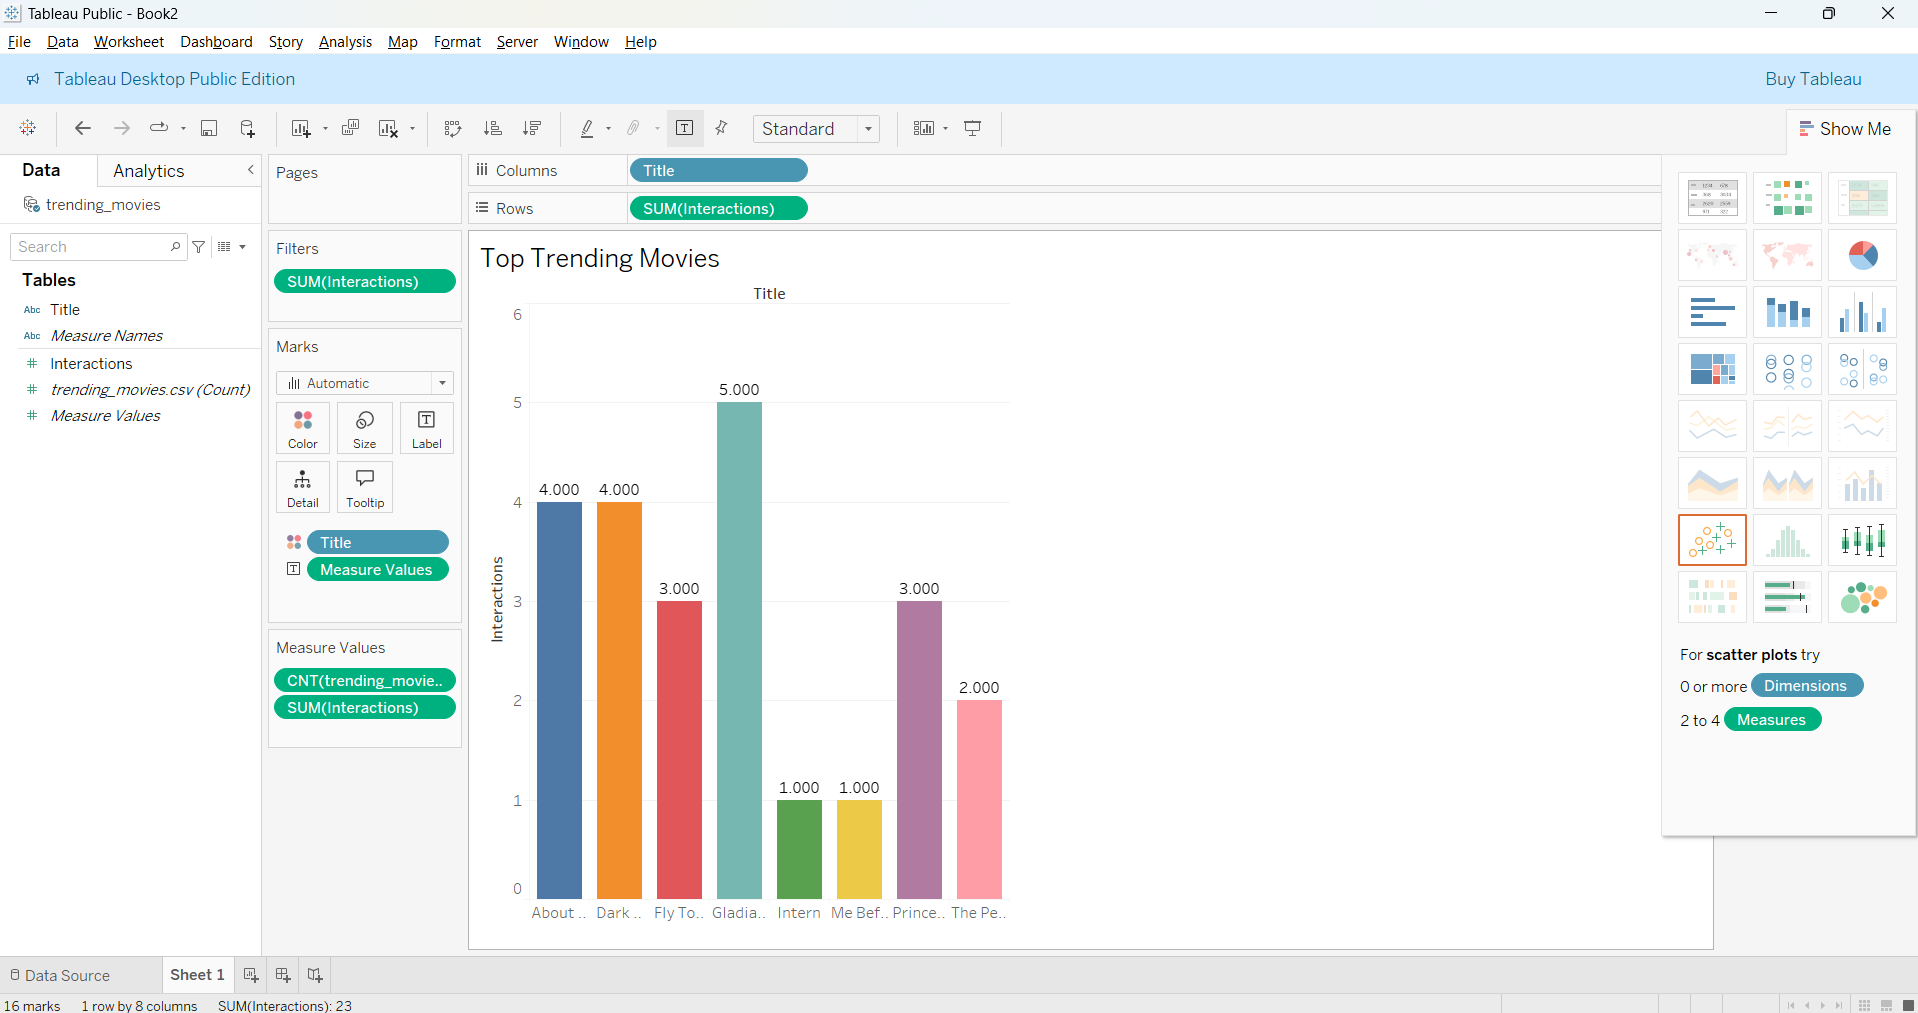 Tableau Public - Book2
File Data Worksheet Dashboard Story Analysis Map Format Server Window Help
Tableau Desktop Public Edition
Buy Tableau
Standard
Show Me
Data
Analytics
trending_movies
Search
Tables
Abc Title
Abc Measure Names
Interactions
trending_movies.csv (Count)
Measure Values
Pages
Filters
SUM(Interactions)
Marks
Automatic
Color
Size
Label
Detail
Tooltip
Title
Measure Values
Measure Values
CNT(trending_movie..
SUM(Interactions)
Columns
Title
Rows
SUM(Interactions)
Top Trending Movies
Title
6
5
4
3
2
1
0
Interactions
4.000
4.000
3.000
5.000
1.000
1.000
3.000
2.000
About ..
Dark ..
Fly To..
Gladia..
Intern
Me Bef..
Prince..
The Pe..
For scatter plots try
0 or more Dimensions
2 to 4 Measures
Data Source
Sheet 1
16 marks
1 row by 8 columns
SUM(Interactions): 23